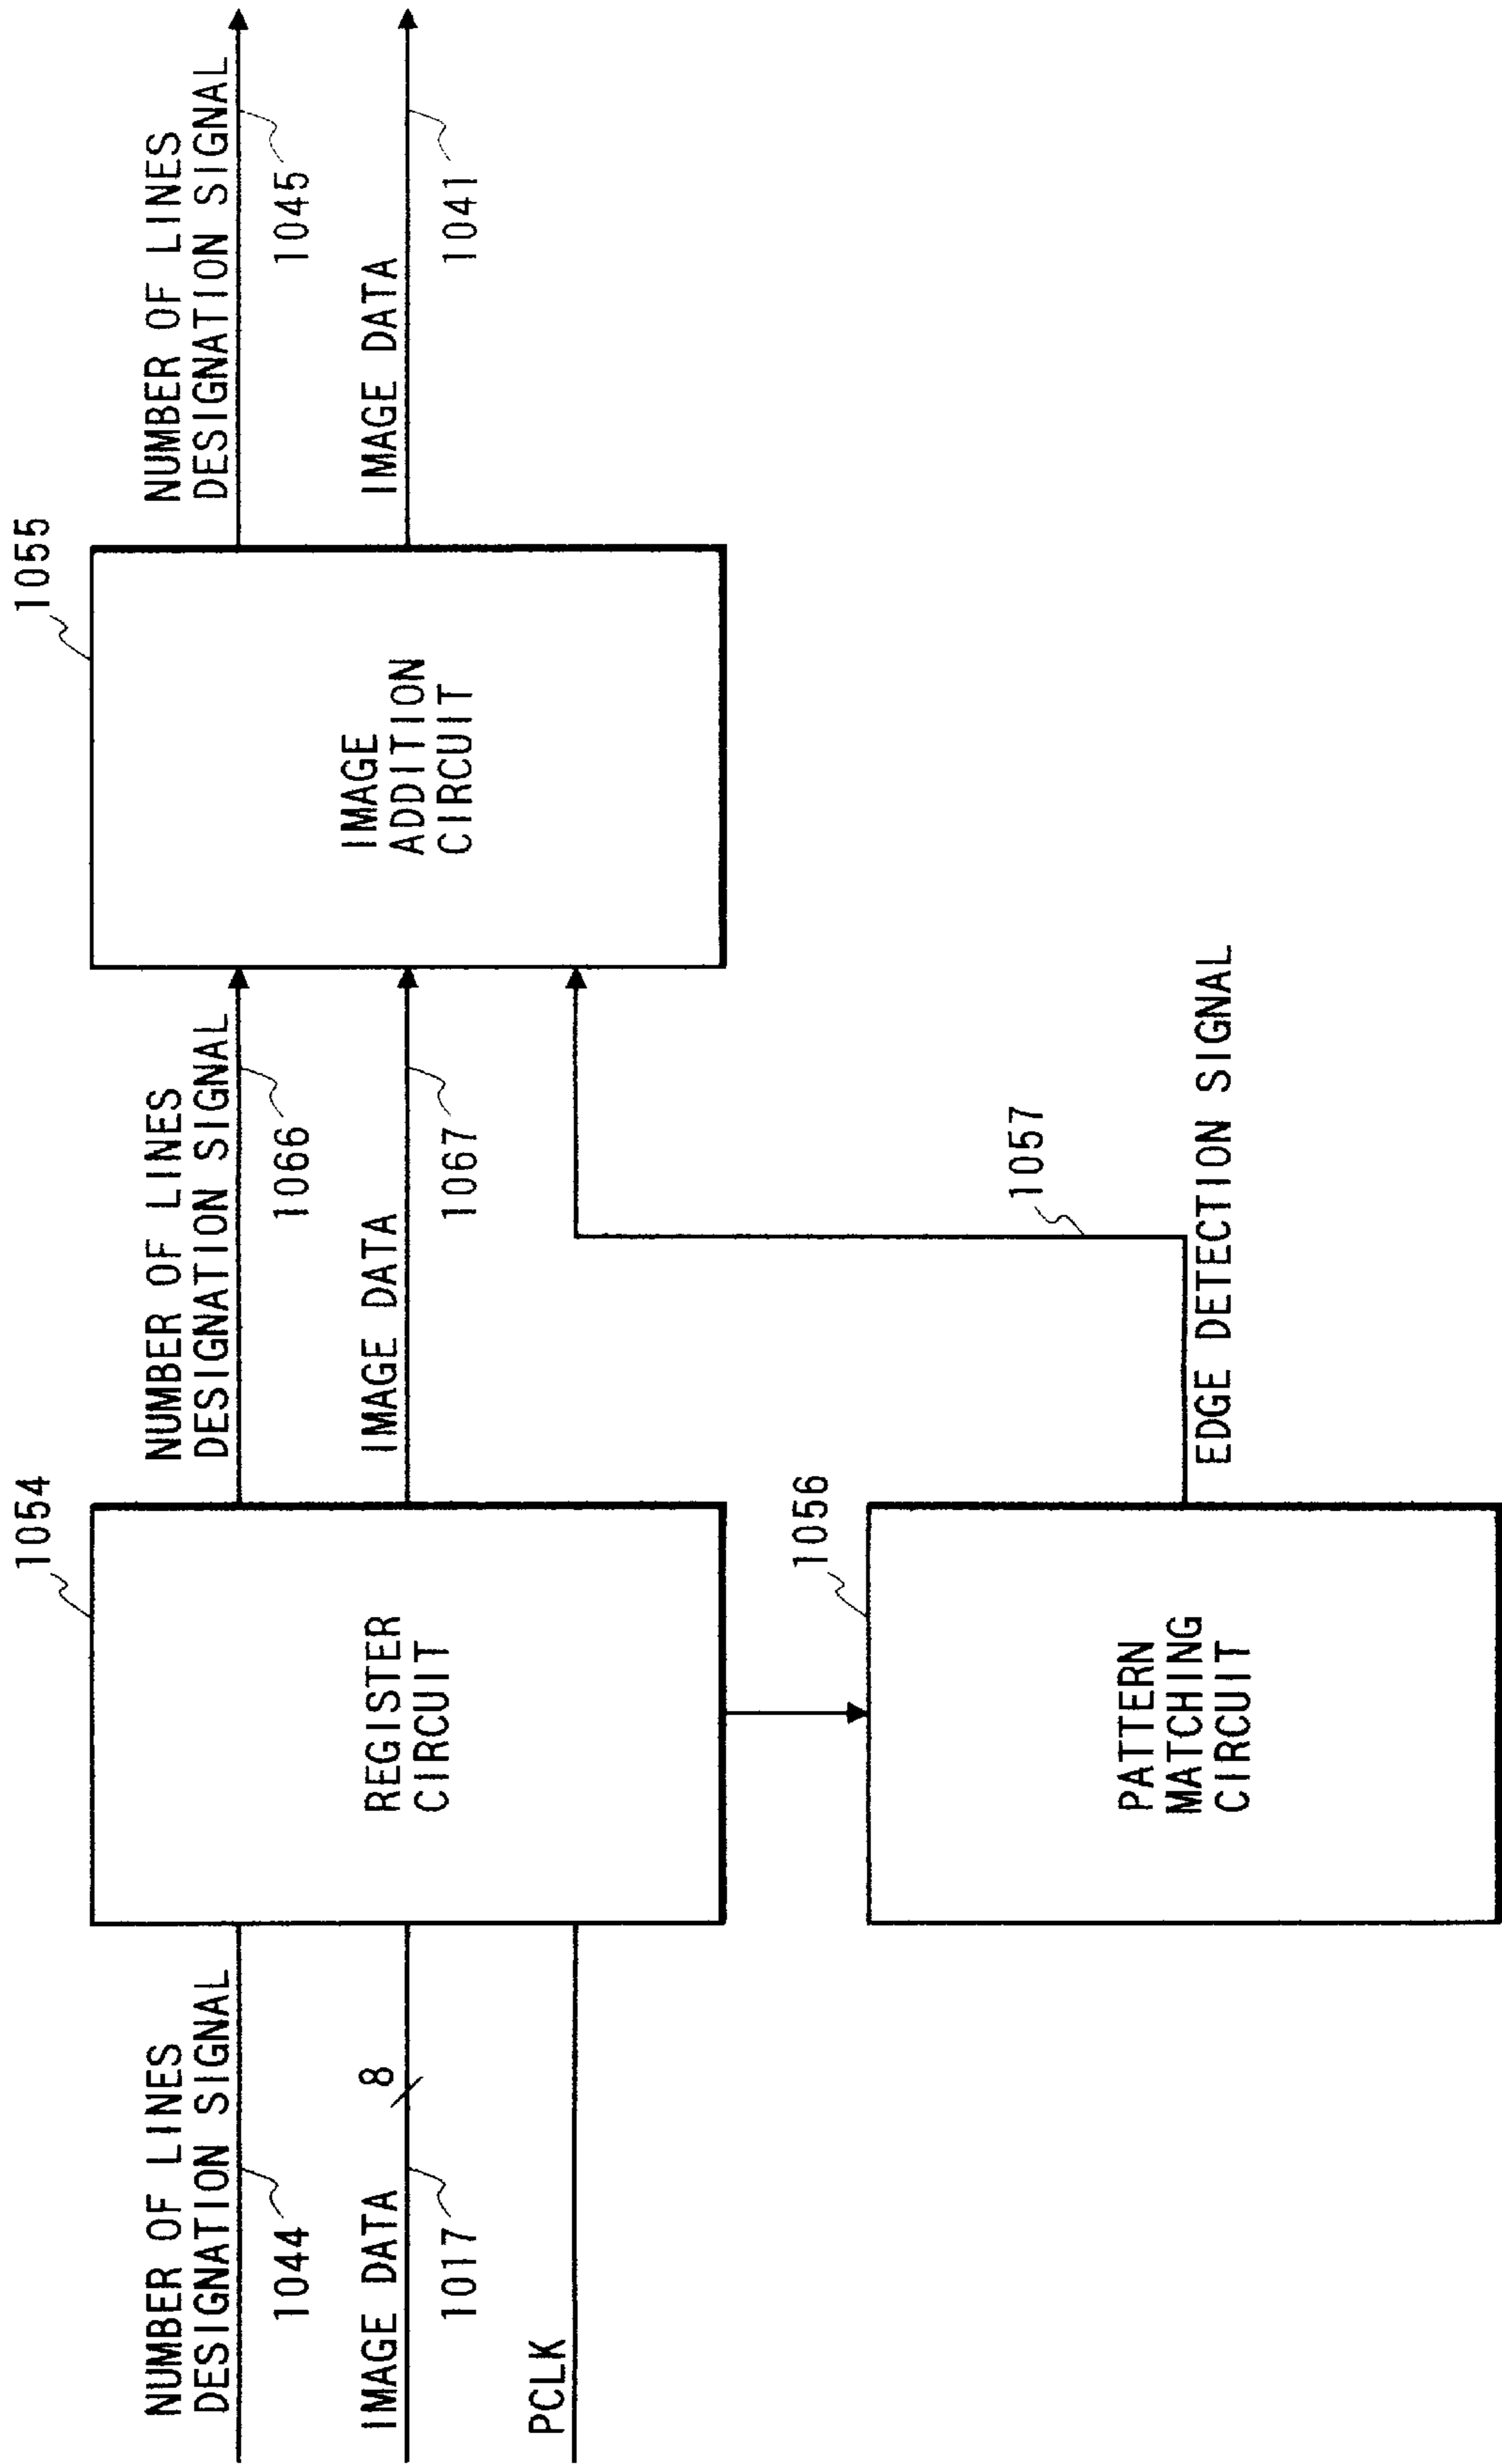 NUMBER OF LINES
DESIGNATION SIGNAL
1044
IMAGE DATA
8
1017
PCLK
1054
REGISTER
CIRCUIT
NUMBER OF LINES
DESIGNATION SIGNAL
1066
IMAGE DATA
1067
1055
IMAGE
ADDITION
CIRCUIT
NUMBER OF LINES
DESIGNATION SIGNAL
1045
IMAGE DATA
1041
1056
PATTERN
MATCHING
CIRCUIT
1057
EDGE DETECTION SIGNAL